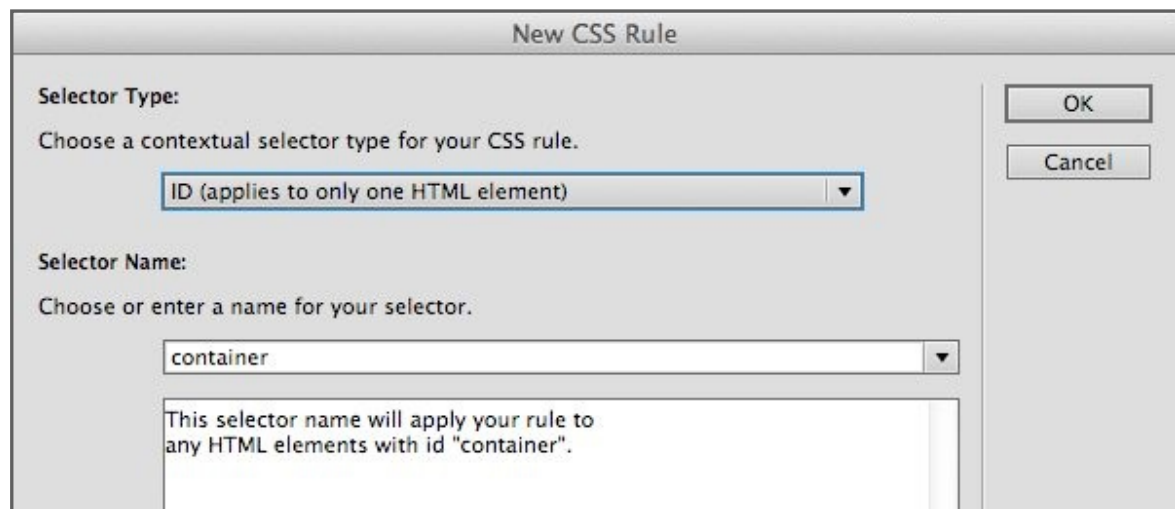 New CSS Rule
Selector Type:
OK
Choose a contextual selector type for your CSS rule.
Cancel
ID (applies to only one HTML element)
Selector Name:
Choose or enter a name for your selector.
container
This selector name will apply your rule to
any HTML elements with id "container".